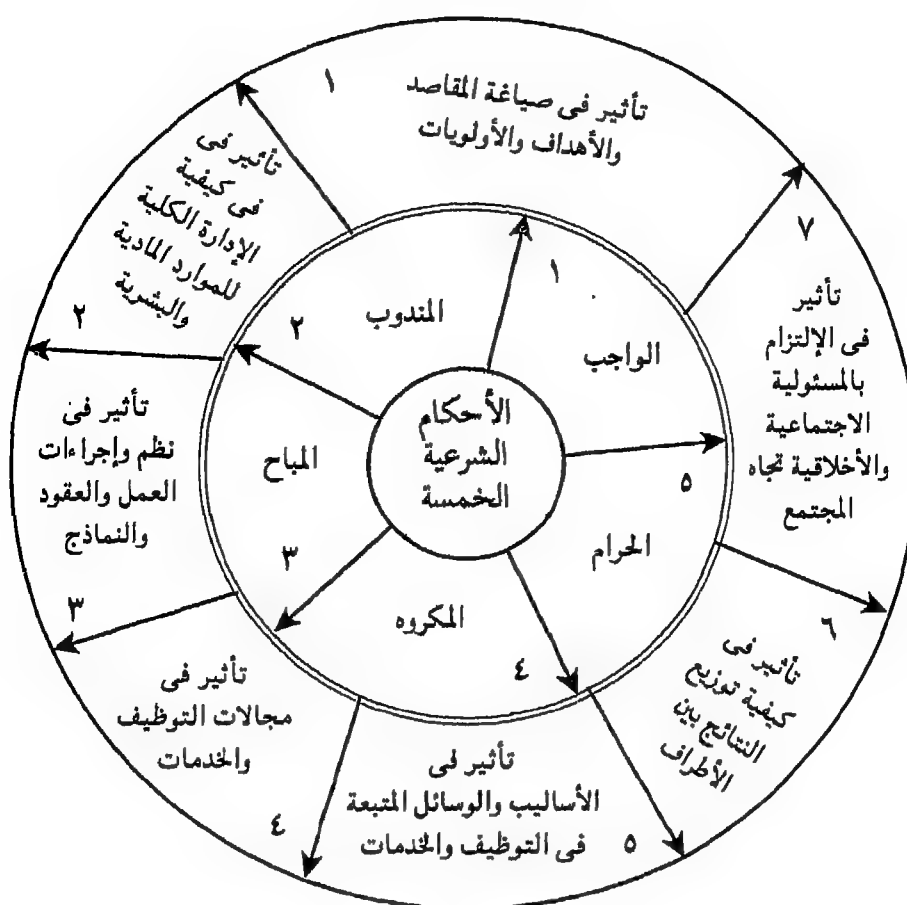 الأحكام
الشرعية
الخمسة
١
الواجب
٢
المندوب
٣
المباح
٤
المكروه
٥
الحرام
١
تأثير فى صياغة المقاصد
والأهداف والأولويات
٢
تأثير فى
فى كيفية
الإدارة الكلية
للموارد المادية
والبشرية
٣
تأثير فى
نظم وإجراءات
العمل والعقود
والنماذج
٤
تأثير فى
مجالات التوظيف
والخدمات
٥
تأثير فى
الأساليب والوسائل المتبعة
فى التوظيف والخدمات
٦
تأثير فى
كيفية توزيع
النتائج بين
الأطراف
٧
تأثير
فى الإلتزام
بالمسئولية
الاجتماعية
والأخلاقية تجاه
المجتمع